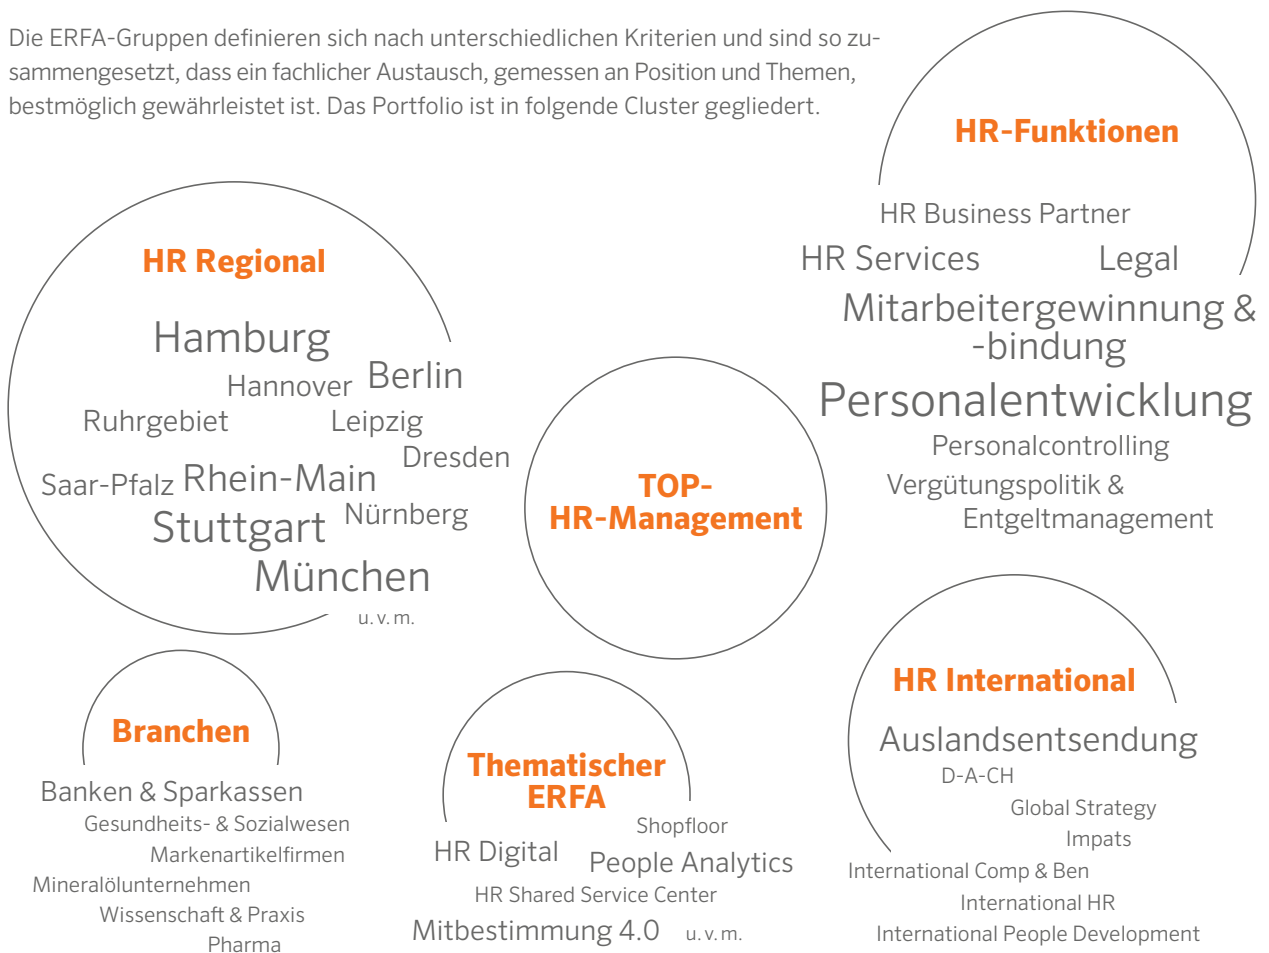 Die ERFA-Gruppen definieren sich nach unterschiedlichen Kriterien und sind so zu-
sammengesetzt, dass ein fachlicher Austausch, gemessen an Position und Themen,
bestmöglich gewährleistet ist. Das Portfolio ist in folgende Cluster gegliedert.
HR-Funktionen
HR Business Partner
HR Services
Legal
Mitarbeitergewinnung &
-bindung
Personalentwicklung
Personalcontrolling
Vergütungspolitik &
Entgeltmanagement
HR Regional
Hamburg
Hannover
Berlin
Ruhrgebiet
Leipzig
Dresden
Saar-Pfalz
Rhein-Main
Stuttgart
Nürnberg
München
u. v. m.
TOP-
HR-Management
Branchen
Banken & Sparkassen
Gesundheits- & Sozialwesen
Markenartikelfirmen
Mineralölunternehmen
Wissenschaft & Praxis
Pharma
Thematischer
ERFA
Shopfloor
HR Digital
People Analytics
HR Shared Service Center
Mitbestimmung 4.0
u. v. m.
HR International
Auslandsentsendung
D-A-CH
Global Strategy
Impats
International Comp & Ben
International HR
International People Development